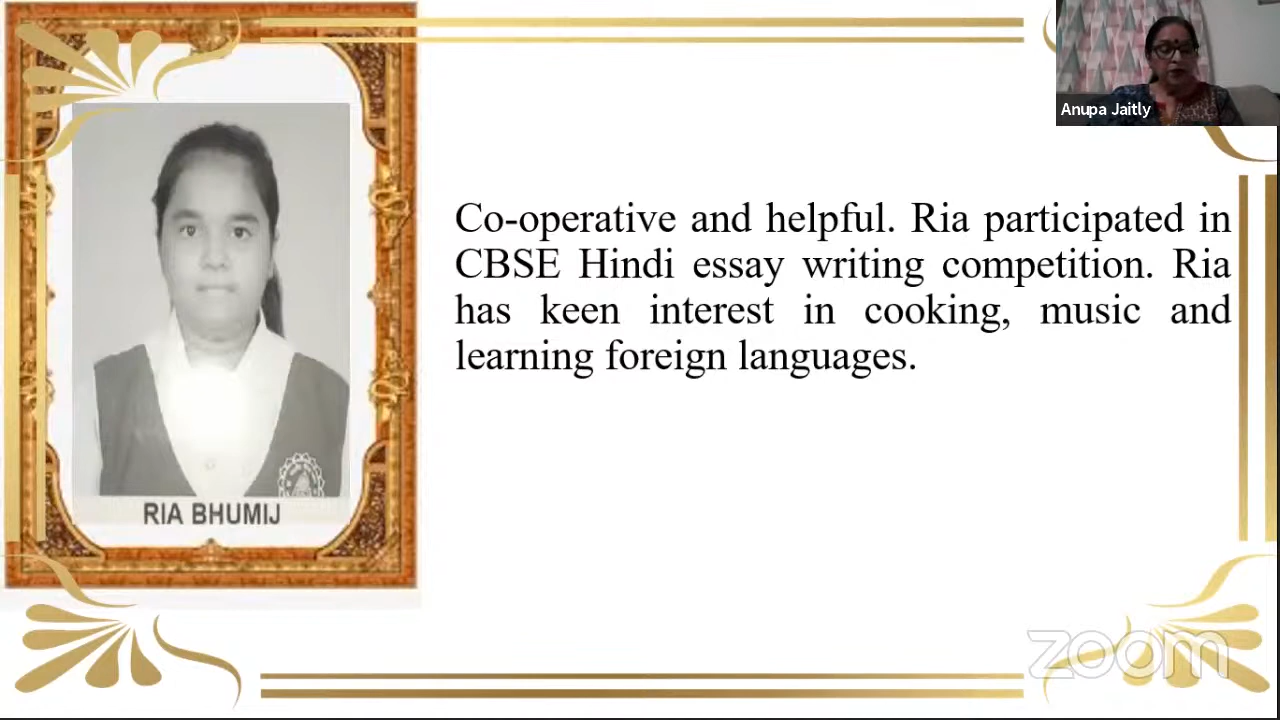 Anupa Jaitly
Co-operative and helpful. Ria participated in
CBSE Hindi essay writing competition. Ria
has keen interest in cooking, music and
learning foreign languages.
RIA BHUMIJ
zoom